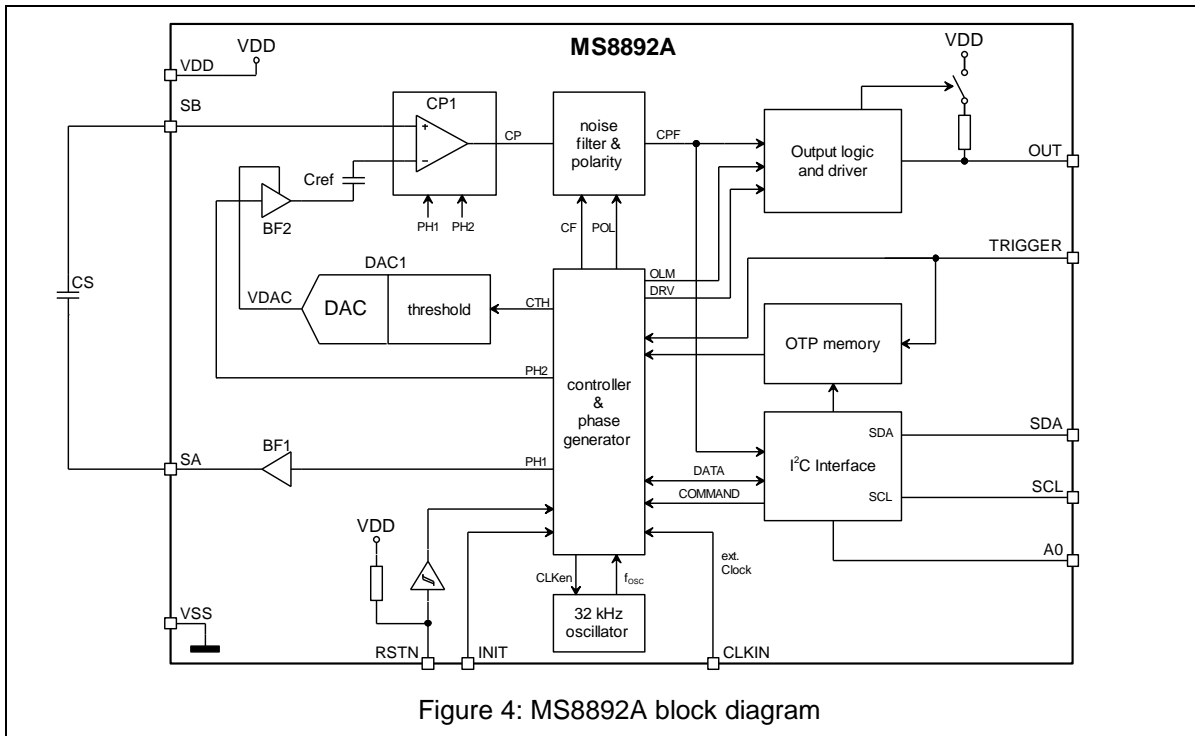 MS8892A
VDD
VDD
VDD
SB
CP1
+
−
CP
noise
filter &
polarity
CPF
Output logic
and driver
OUT
Cref
BF2
PH1
PH2
CF
POL
TRIGGER
CS
DAC1
VDAC
DAC
threshold
CTH
OLM
DRV
OTP memory
PH2
controller
&
phase
generator
SA
BF1
PH1
SDA
SDA
I²C Interface
DATA
COMMAND
SCL
SCL
VDD
A0
ext.
Clock
CLKen
fOSC
VSS
32 kHz
oscillator
RSTN
INIT
CLKIN
Figure 4: MS8892A block diagram